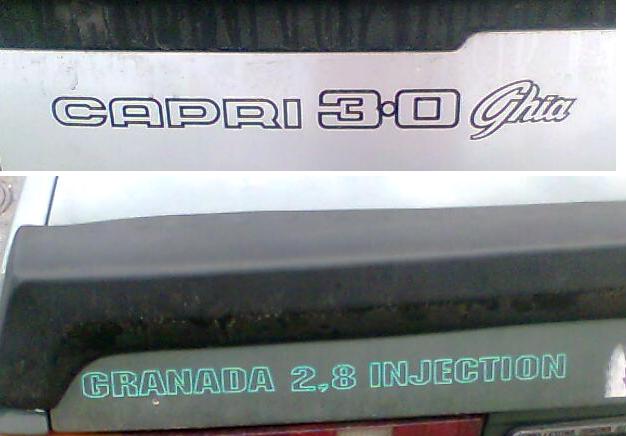 CAPRI 3·0 Ghia
GRANADA 2,8 INJECTION